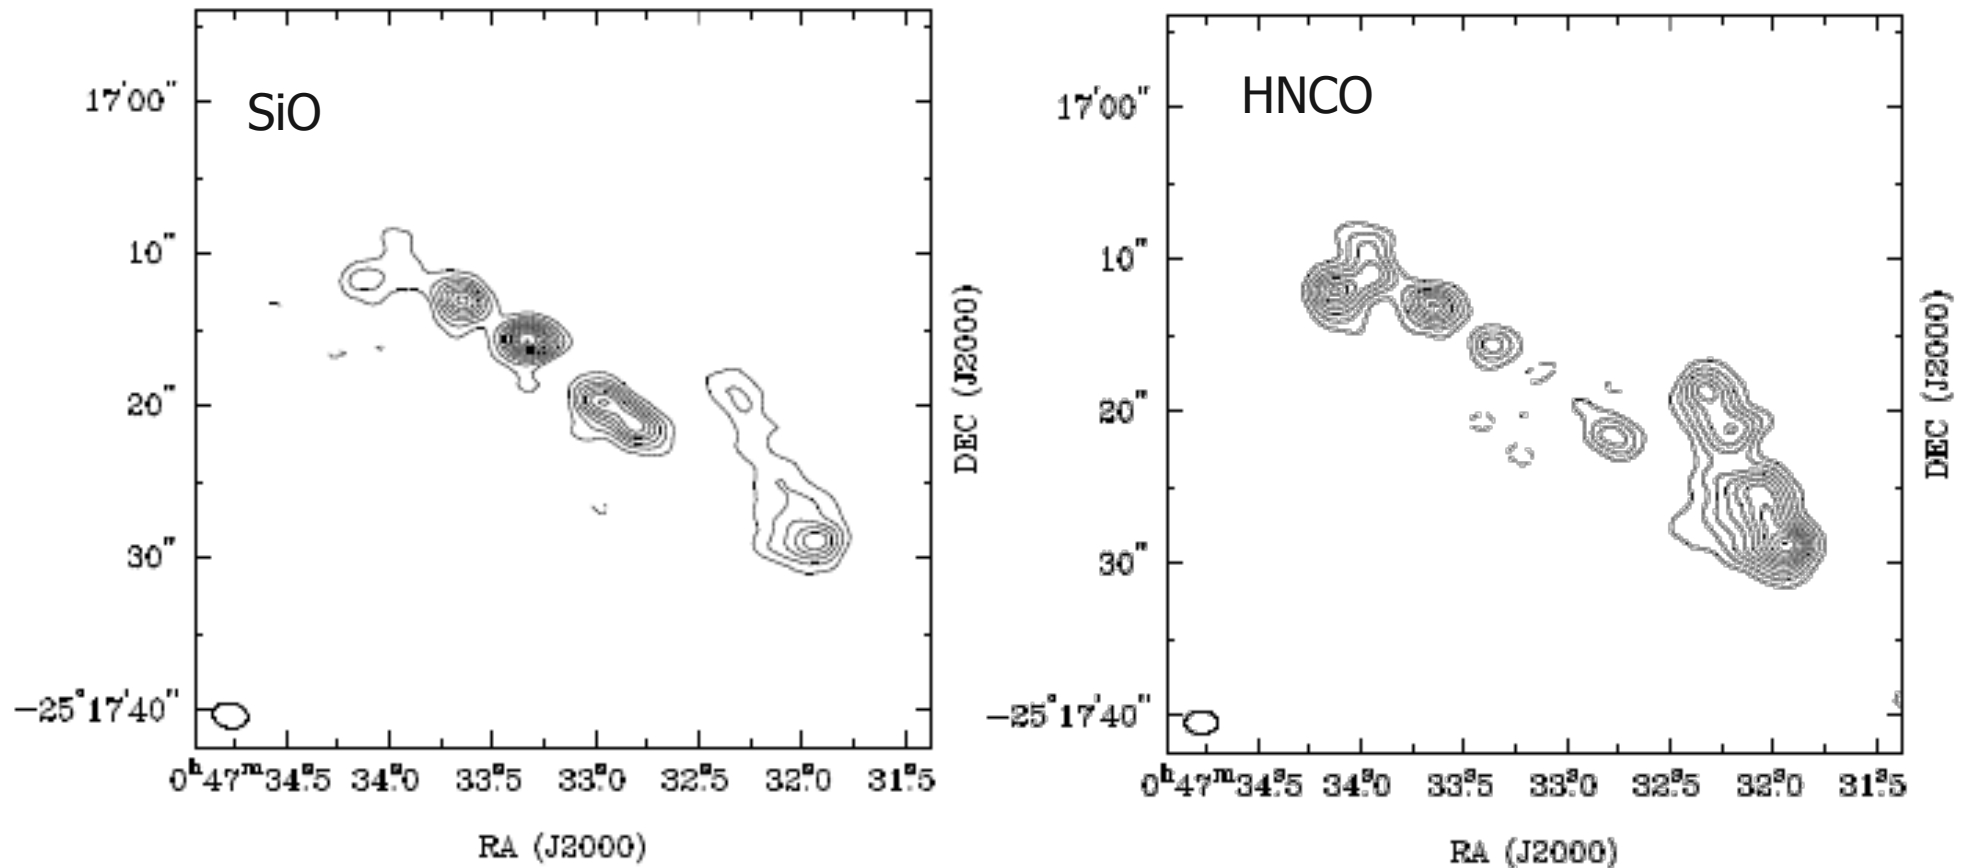 SiO
17'00"
10"
20"
30"
−25°17'40"
0ʰ47ᵐ34ˢ.5 34ˢ.0 33ˢ.5 33ˢ.0 32ˢ.5 32ˢ.0 31ˢ.5
RA (J2000)
DEC (J2000)
HNCO
17'00"
10"
20"
30"
−25°17'40"
0ʰ47ᵐ34ˢ.5 34ˢ.0 33ˢ.5 33ˢ.0 32ˢ.5 32ˢ.0 31ˢ.5
RA (J2000)
DEC (J2000)